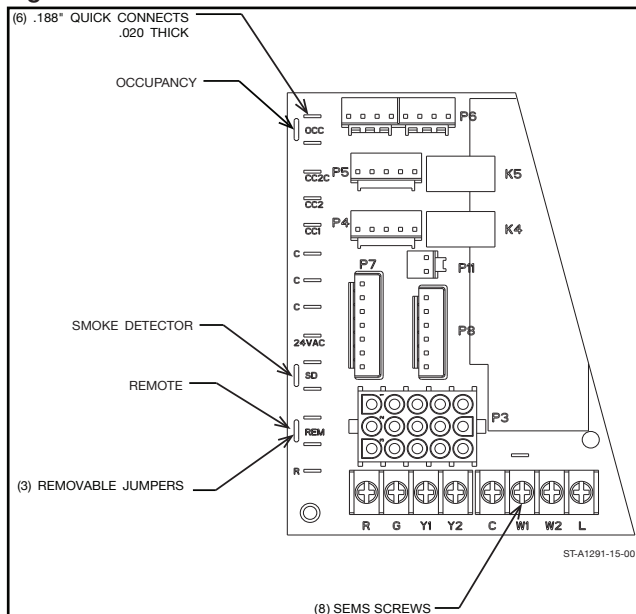 (6) .188" QUICK CONNECTS
.020 THICK
OCCUPANCY
OCC
P6
CC2C
P5
K5
CC2
CC1
P4
K4
C
P11
P7
C
C
P8
SMOKE DETECTOR
24VAC
SD
REMOTE
P3
REM
(3) REMOVABLE JUMPERS
R
R G Y1 Y2 C W1 W2 L
ST-A1291-15-00
(8) SEMS SCREWS